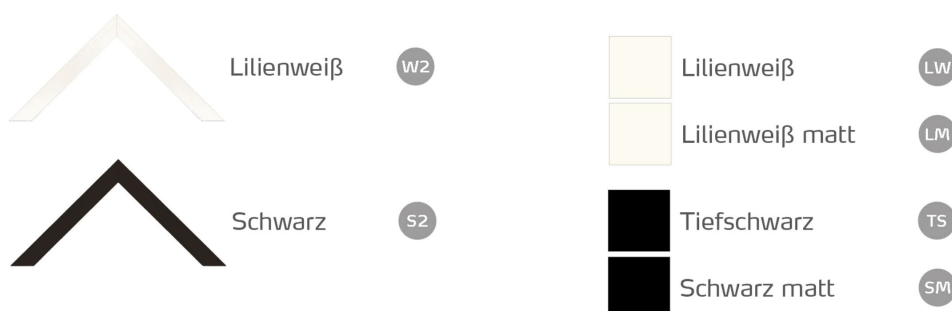 Lilienweiß W2
Schwarz S2
Lilienweiß LW
Lilienweiß matt LM
Tiefschwarz TS
Schwarz matt SM